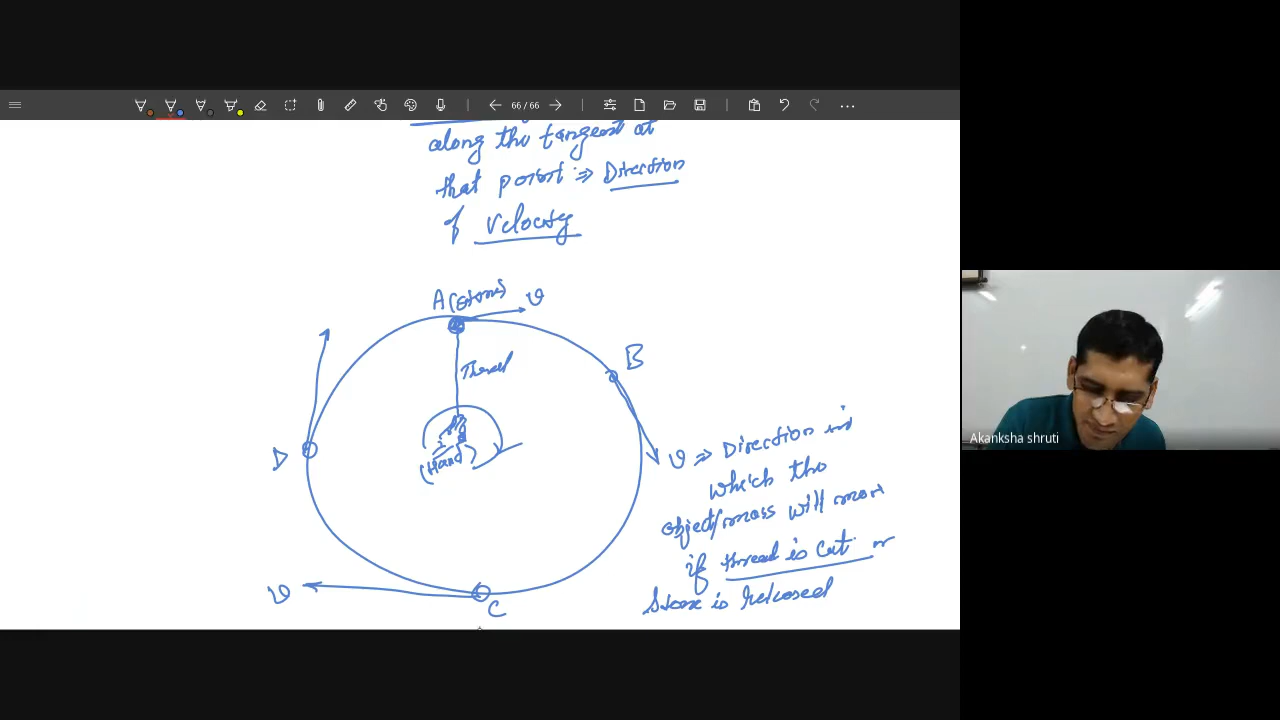 66 / 66
along the tangent at
that point ⇒ Direction
of velocity
A (stone)
v
Thread
B
(Hand)
D
v ⇒ Direction in
which the
object/mass will move
if thread is cut or
stone is released
v
C
Akanksha shruti